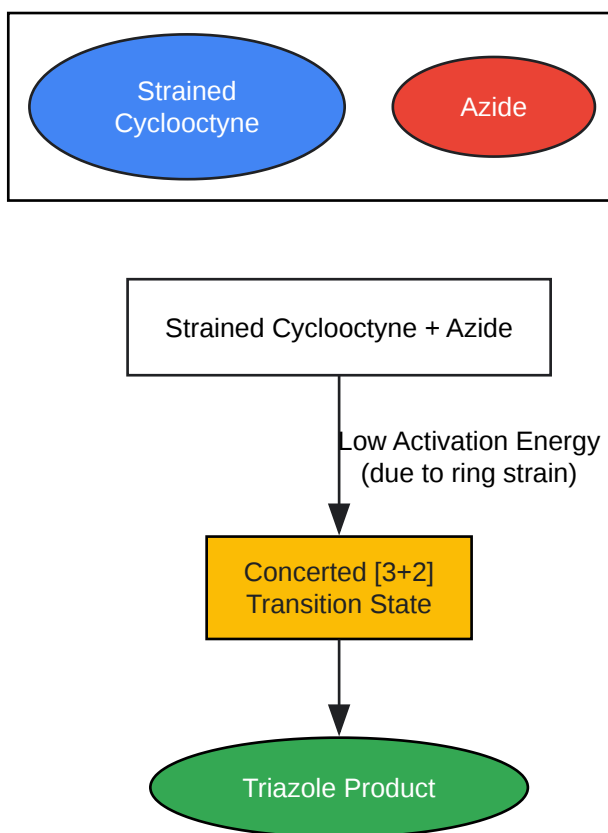 Strained
Cyclooctyne
Azide
Strained Cyclooctyne + Azide
Low Activation Energy
(due to ring strain)
Concerted [3+2]
Transition State
Triazole Product